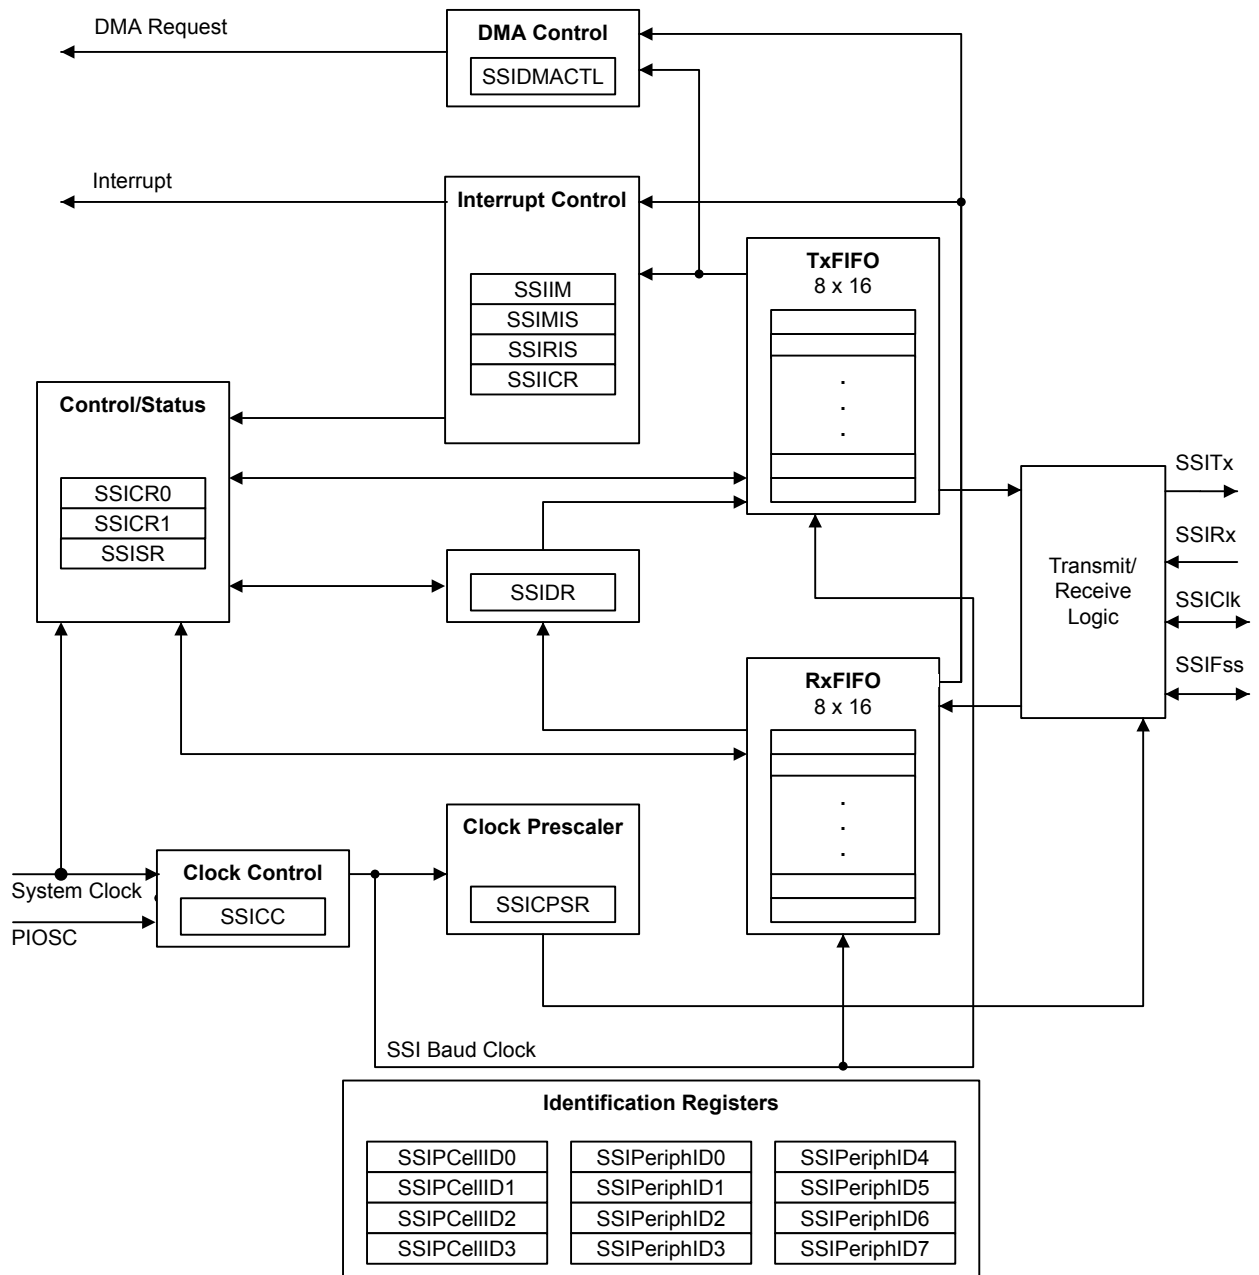 DMA Request
DMA Control
SSIDMACTL
Interrupt
Interrupt Control
SSIIM
SSIMIS
SSIRIS
SSIICR
TxFIFO
8 x 16
.
.
.
Control/Status
SSICR0
SSICR1
SSISR
SSIDR
Transmit/
Receive
Logic
SSITx
SSIRx
SSIClk
SSIFss
RxFIFO
8 x 16
.
.
.
Clock Prescaler
SSICPSR
Clock Control
SSICC
System Clock
PIOSC
SSI Baud Clock
Identification Registers
SSIPCellID0
SSIPCellID1
SSIPCellID2
SSIPCellID3
SSIPeriphID0
SSIPeriphID1
SSIPeriphID2
SSIPeriphID3
SSIPeriphID4
SSIPeriphID5
SSIPeriphID6
SSIPeriphID7